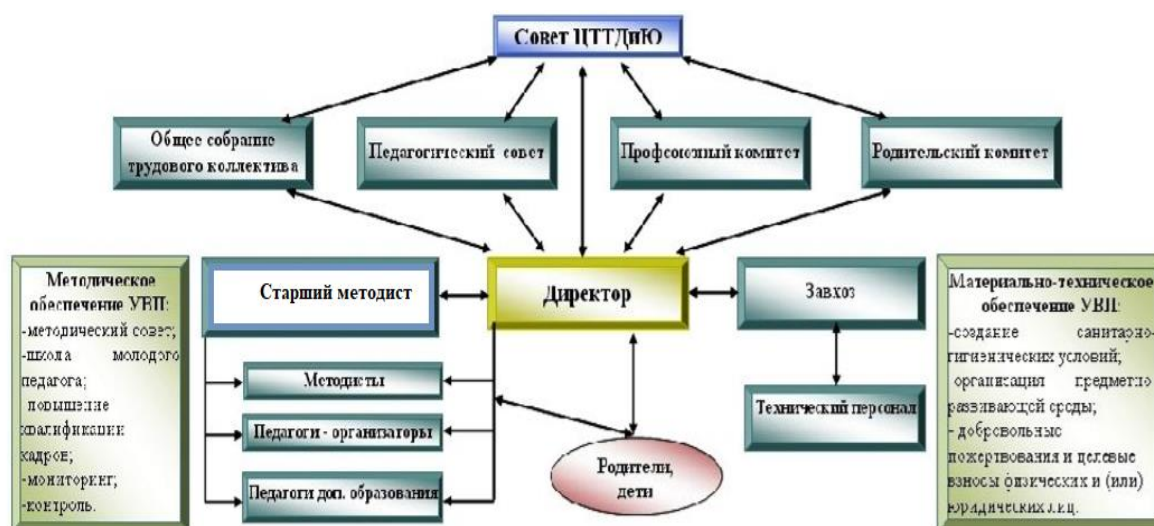 Совет ЦТТДиЮ
Общее собрание
трудового коллектива
Педагогический совет
Профсоюзный комитет
Родительский комитет
Методическое
обеспечение УВП:
-методический совет;
-школа молодого
педагога;
-повышение
квалификации
кадров;
-мониторинг;
-контроль.
Старший методист
Директор
Завхоз
Методисты
Педагоги - организаторы
Педагоги доп. образования
Родители,
дети
Технический персонал
Материально-техническое
обеспечение УВП:
-создание санитарно-
гигиенических условий;
-организация предметно-
развивающей среды;
- добровольные
пожертвования и целевые
взносы физических и (или)
юридических лиц.